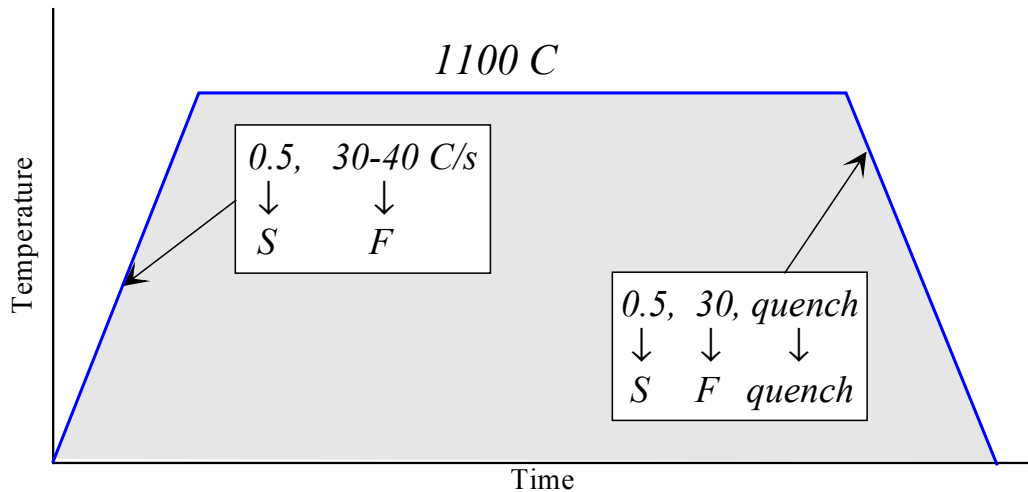 1100 C
0.5, 30-40 C/s
↓ ↓
S F
0.5, 30, quench
↓ ↓ ↓
S F quench
Temperature
Time